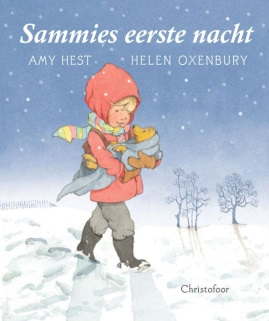 Sammies eerste nacht
AMY HEST · HELEN OXENBURY
Christofoor